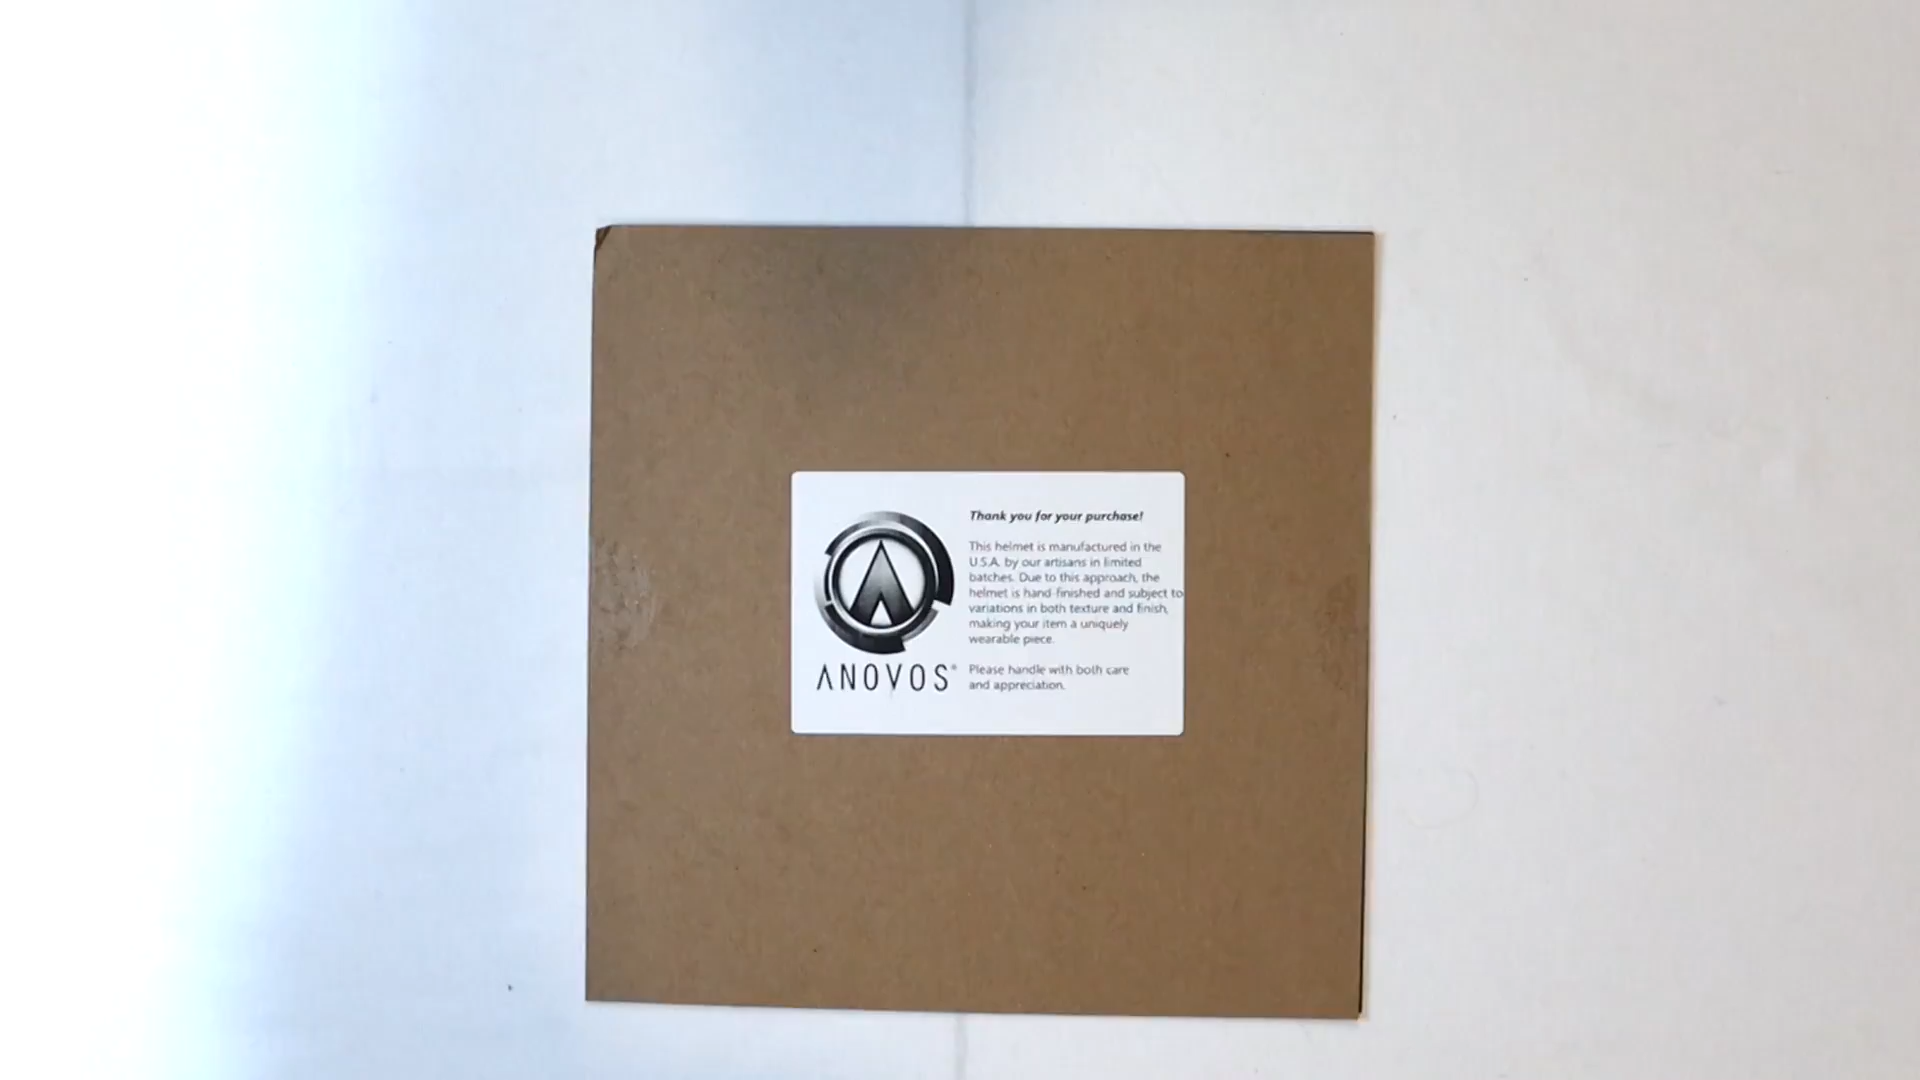 Thank you for your purchase!
This helmet is manufactured in the
U.S.A. by our artisans in limited
batches. Due to this approach, the
helmet is hand-finished and subject to
variations in both texture and finish,
making your item a uniquely
wearable piece.
Please handle with both care
and appreciation.
ANOVOS®